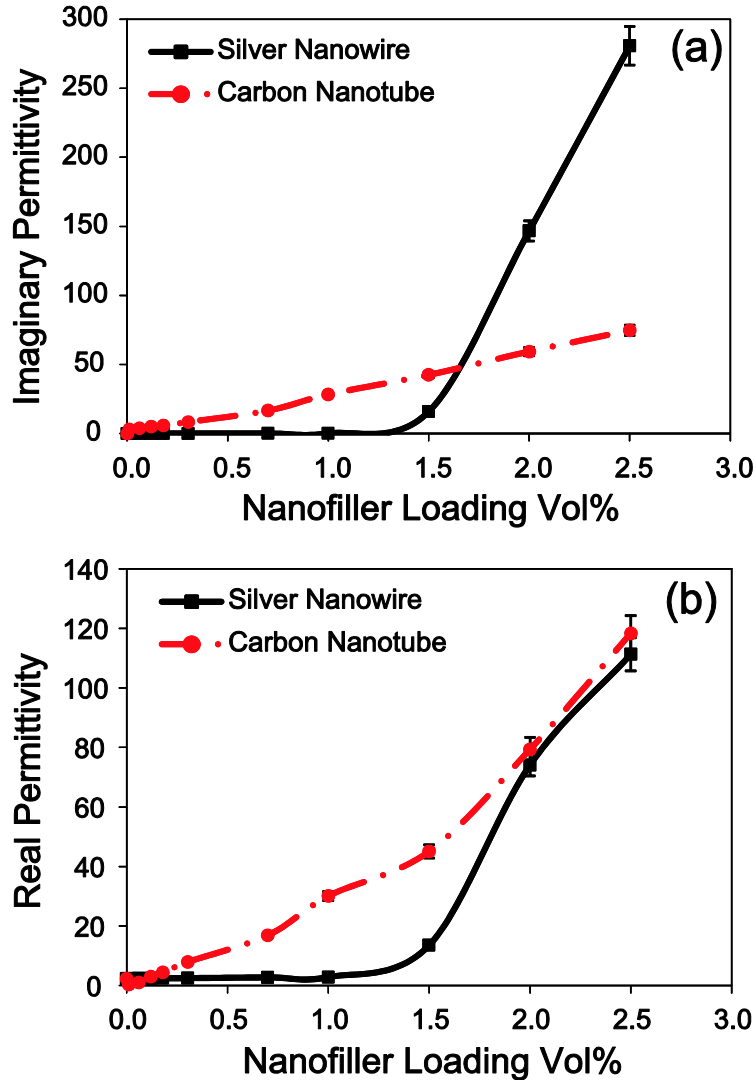 (a)
Silver Nanowire
Carbon Nanotube
Imaginary Permittivity
300
250
200
150
100
50
0
0.0 0.5 1.0 1.5 2.0 2.5 3.0
Nanofiller Loading Vol%
(b)
Silver Nanowire
Carbon Nanotube
Real Permittivity
140
120
100
80
60
40
20
0
0.0 0.5 1.0 1.5 2.0 2.5 3.0
Nanofiller Loading Vol%